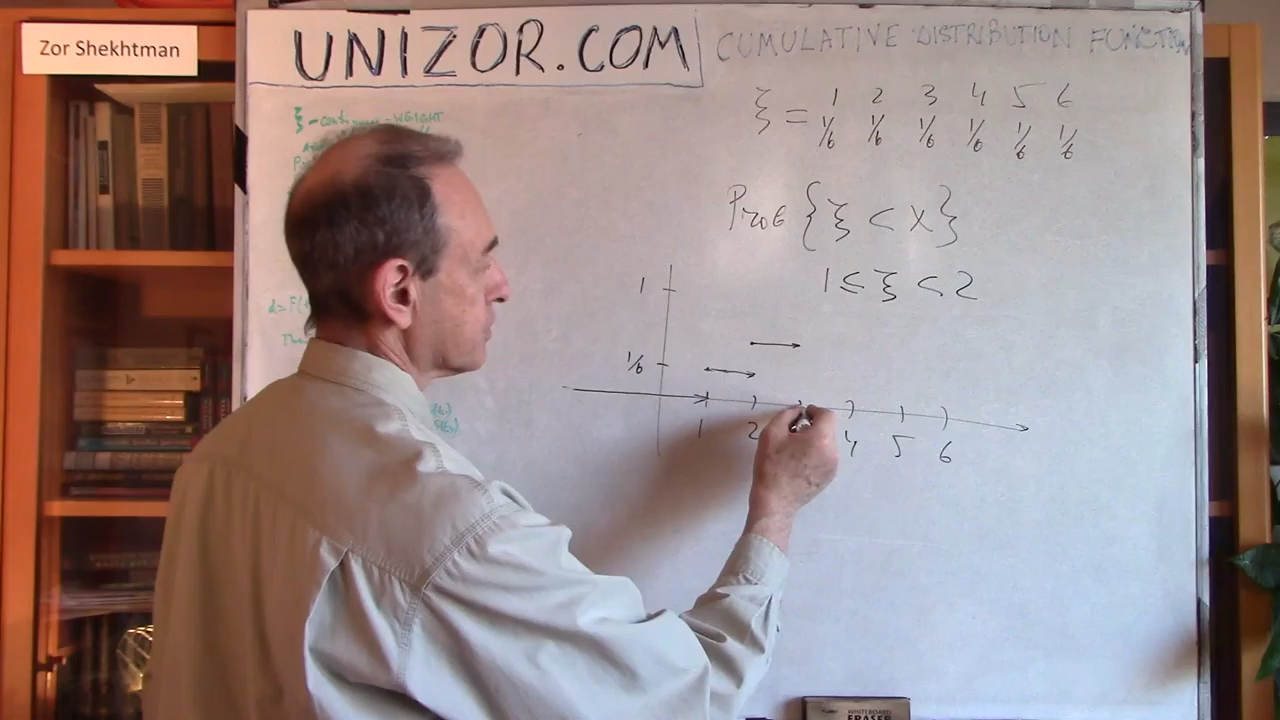 Zor Shekhtman
UNIZOR.COM
CUMULATIVE DISTRIBUTION FUNCTION
ξ - WEIGHT
ξ = 1 2 3 4 5 6
1/6 1/6 1/6 1/6 1/6 1/6
Prob {ξ < x}
1 ≤ ξ < 2
1
1/6
1 2 4 5 6
WHITEBOARD
ERASER